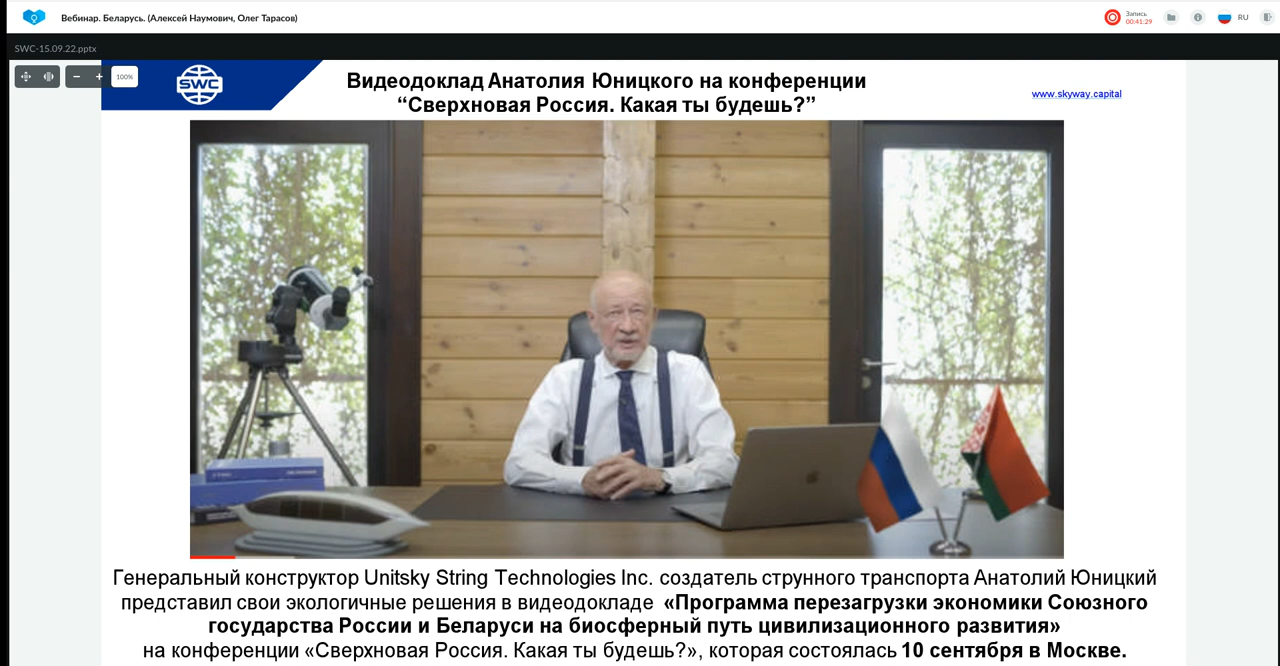 Вебинар. Беларусь. (Алексей Наумович, Олег Тарасов)
Запись
00:41:29
RU
SWC-15.09.22.pptx
100%
SWC
Видеодоклад Анатолия Юницкого на конференции
“Сверхновая Россия. Какая ты будешь?”
www.skyway.capital
Генеральный конструктор Unitsky String Technologies Inc. создатель струнного транспорта Анатолий Юницкий
представил свои экологичные решения в видеодокладе «Программа перезагрузки экономики Союзного
государства России и Беларуси на биосферный путь цивилизационного развития»
на конференции «Сверхновая Россия. Какая ты будешь?», которая состоялась 10 сентября в Москве.